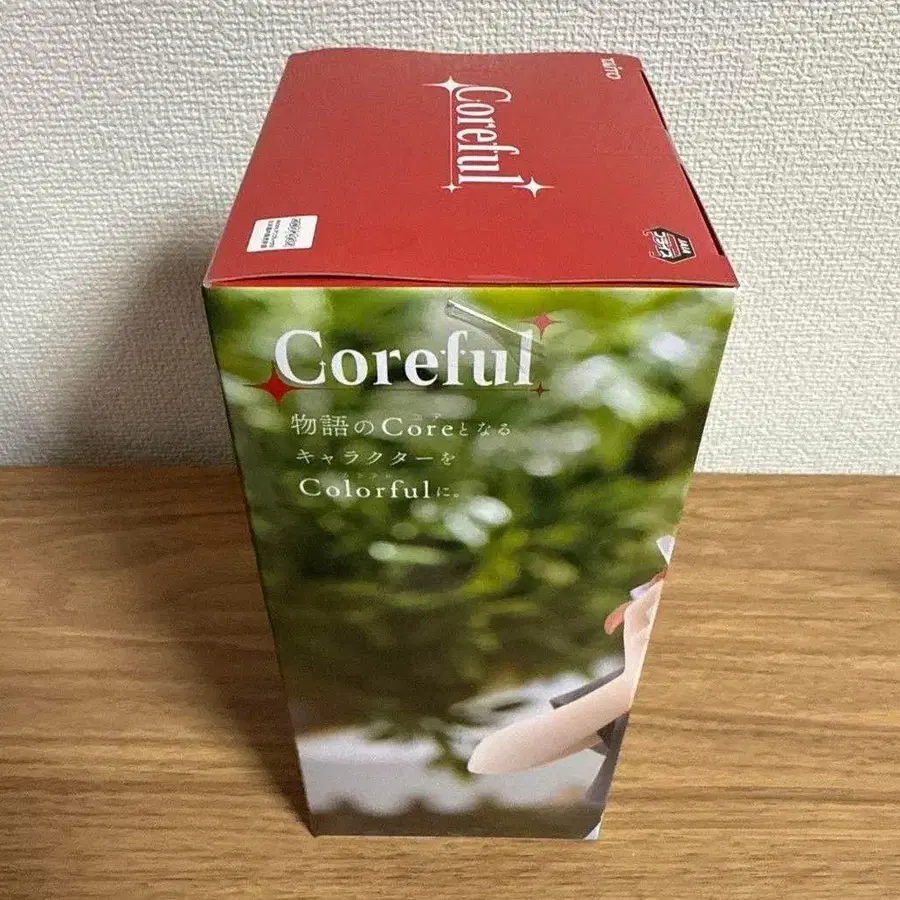 TAITO
Coreful
Coreful
物語のCoreとなる
キャラクターを
Colorfulに。